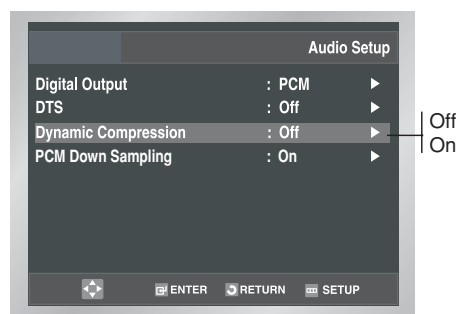 Audio Setup
Digital Output : PCM
DTS : Off
Dynamic Compression : Off
PCM Down Sampling : On
Off
On
ENTER RETURN SETUP